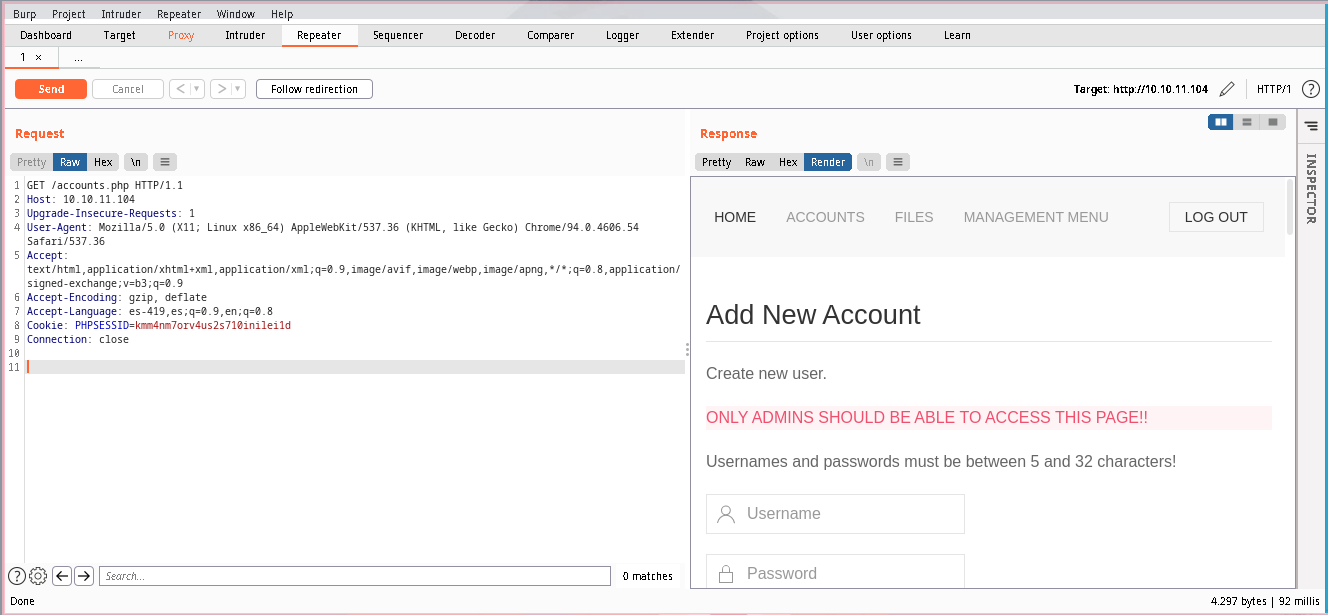 Burp Project Intruder Repeater Window Help
Dashboard Target Proxy Intruder Repeater Sequencer Decoder Comparer Logger Extender Project options User options Learn
1 × ...
Send Cancel < > Follow redirection Target: http://10.10.11.104 HTTP/1 ?
Request
Pretty Raw Hex \n
1 GET /accounts.php HTTP/1.1
2 Host: 10.10.11.104
3 Upgrade-Insecure-Requests: 1
4 User-Agent: Mozilla/5.0 (X11; Linux x86_64) AppleWebKit/537.36 (KHTML, like Gecko) Chrome/94.0.4606.54
Safari/537.36
5 Accept:
text/html,application/xhtml+xml,application/xml;q=0.9,image/avif,image/webp,image/apng,*/*;q=0.8,application/
signed-exchange;v=b3;q=0.9
6 Accept-Encoding: gzip, deflate
7 Accept-Language: es-419,es;q=0.9,en;q=0.8
8 Cookie: PHPSESSID=kmm4nm7orv4us2s710inilei1d
9 Connection: close
10
11
? Search... 0 matches
Response
Pretty Raw Hex Render \n
HOME ACCOUNTS FILES MANAGEMENT MENU LOG OUT
Add New Account
Create new user.
ONLY ADMINS SHOULD BE ABLE TO ACCESS THIS PAGE!!
Usernames and passwords must be between 5 and 32 characters!
Username
Password
INSPECTOR
Done 4.297 bytes | 92 millis